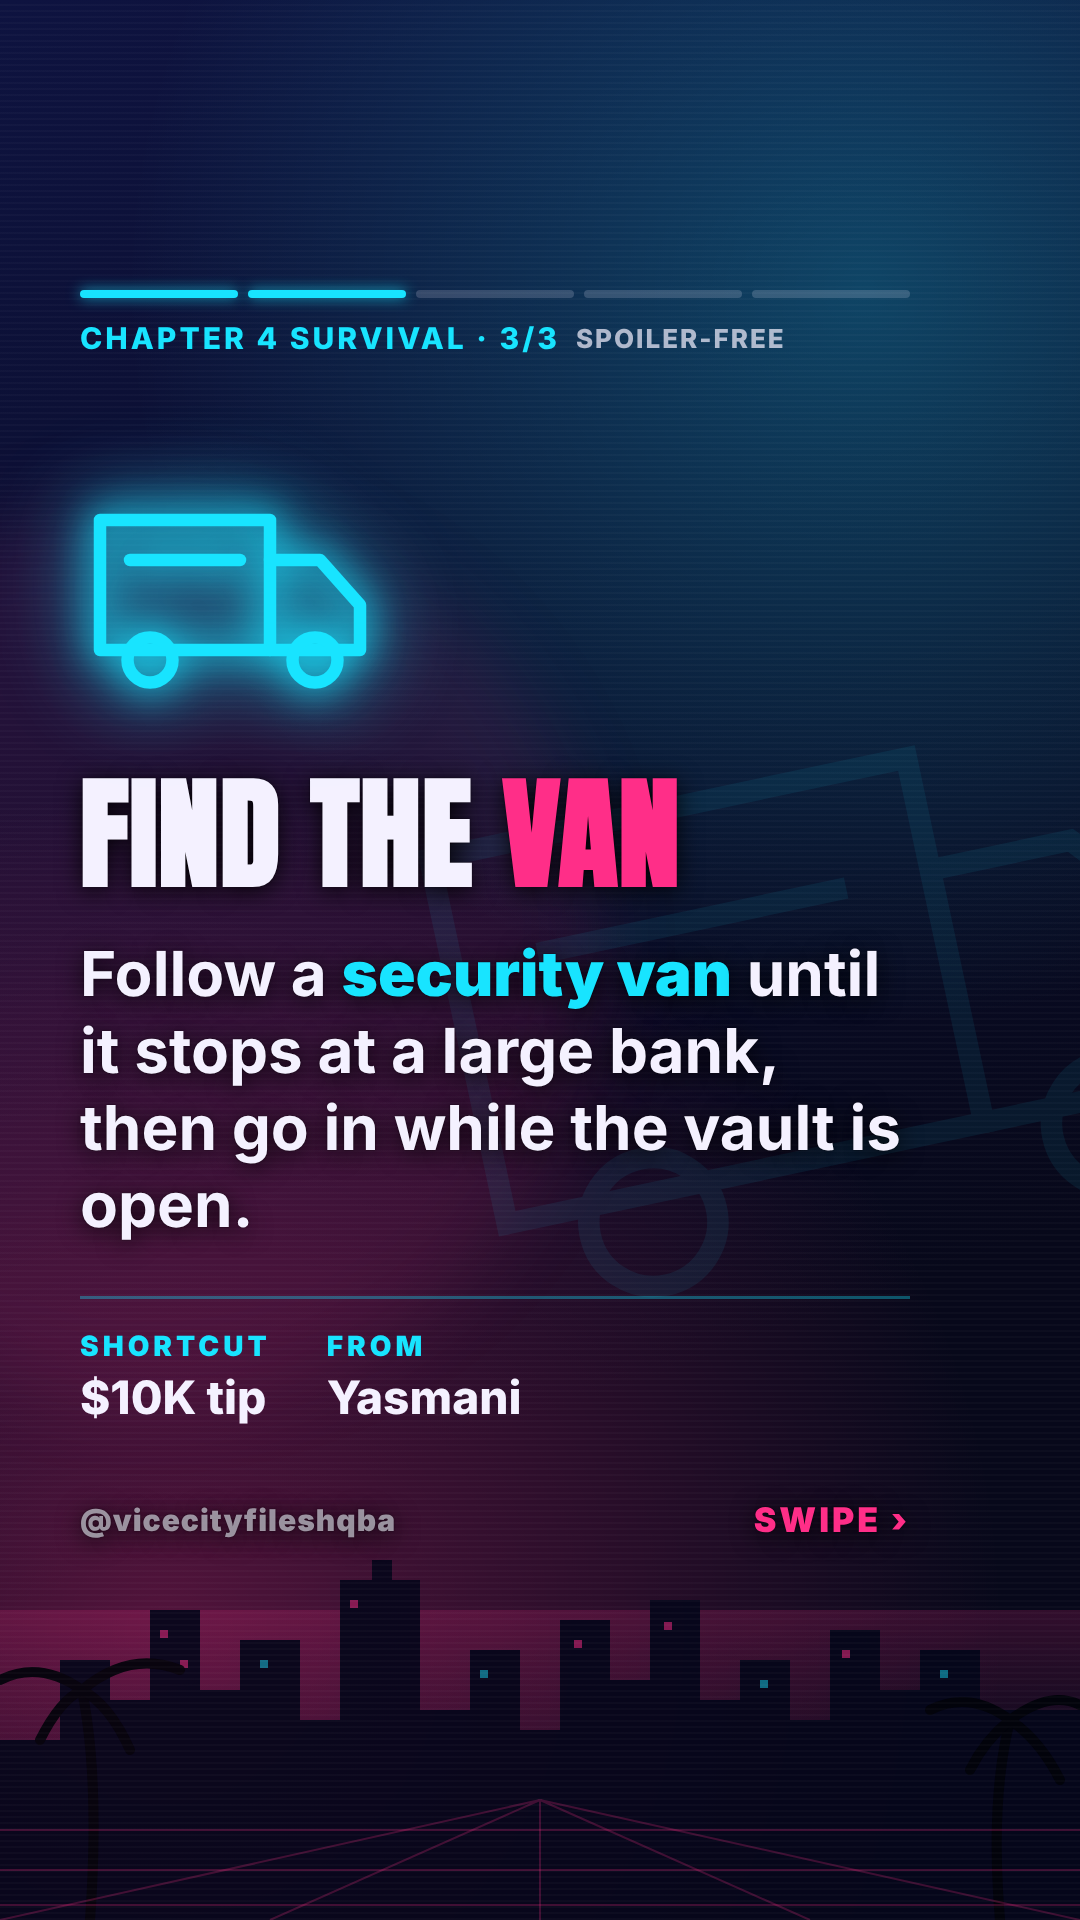 CHAPTER 4 SURVIVAL · 3/3 SPOILER-FREE
FIND THE VAN
Follow a security van until
it stops at a large bank,
then go in while the vault is
open.
SHORTCUT FROM
$10K tip Yasmani
@vicecityfileshqba SWIPE ›